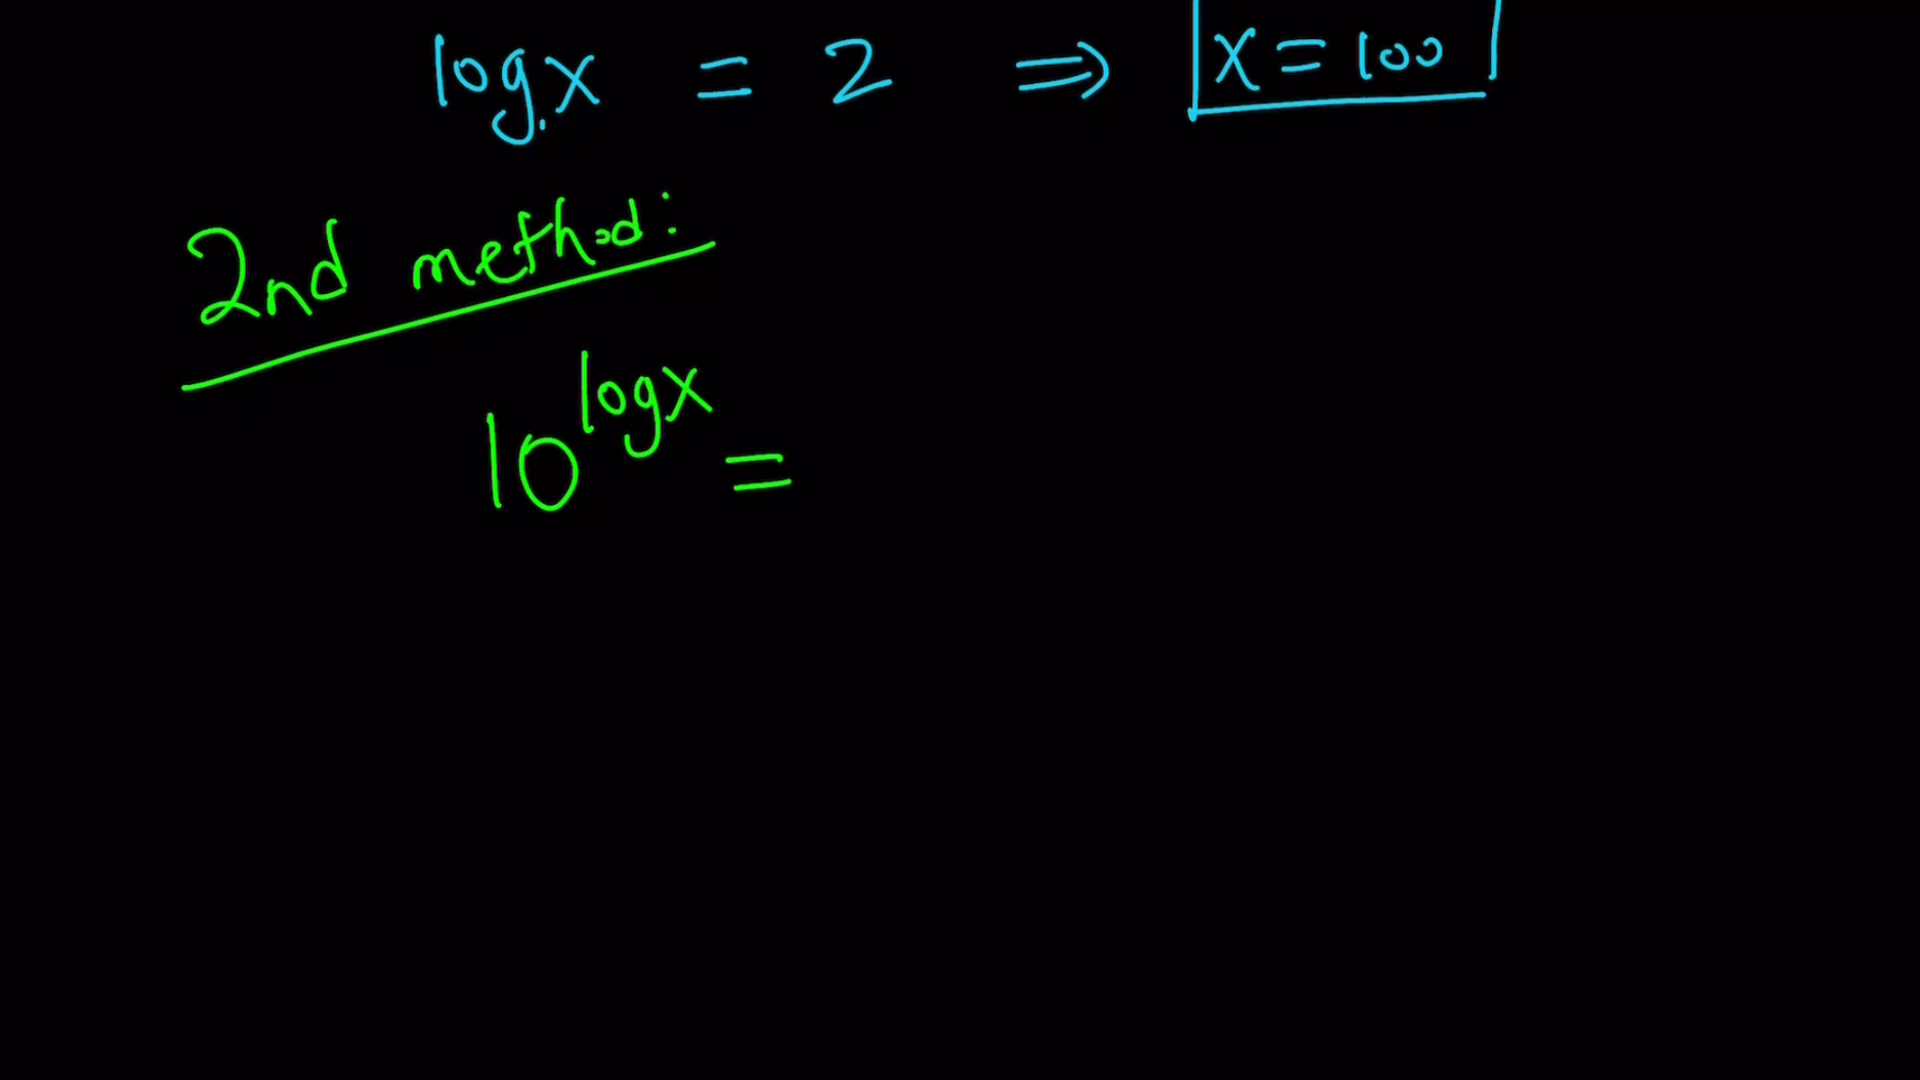 log x = 2 ⇒ x = 100
2nd method:
10^log x =